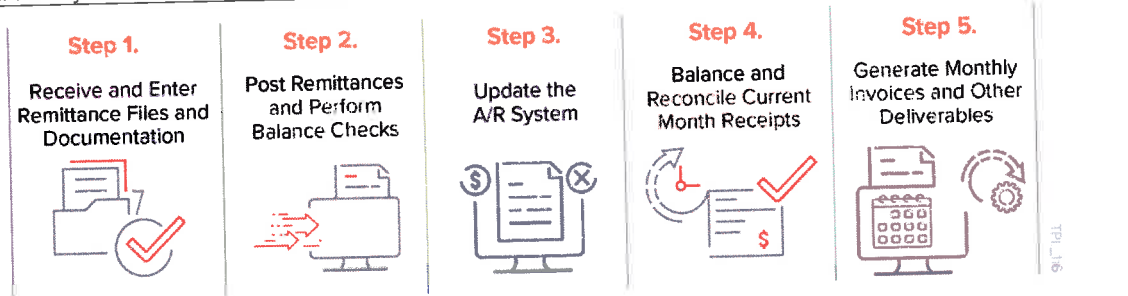 Step 1.
Receive and Enter
Remittance Files and
Documentation
Step 2.
Post Remittances
and Perform
Balance Checks
Step 3.
Update the
A/R System
$
Step 4.
Balance and
Reconcile Current
Month Receipts
$
Step 5.
Generate Monthly
Invoices and Other
Deliverables